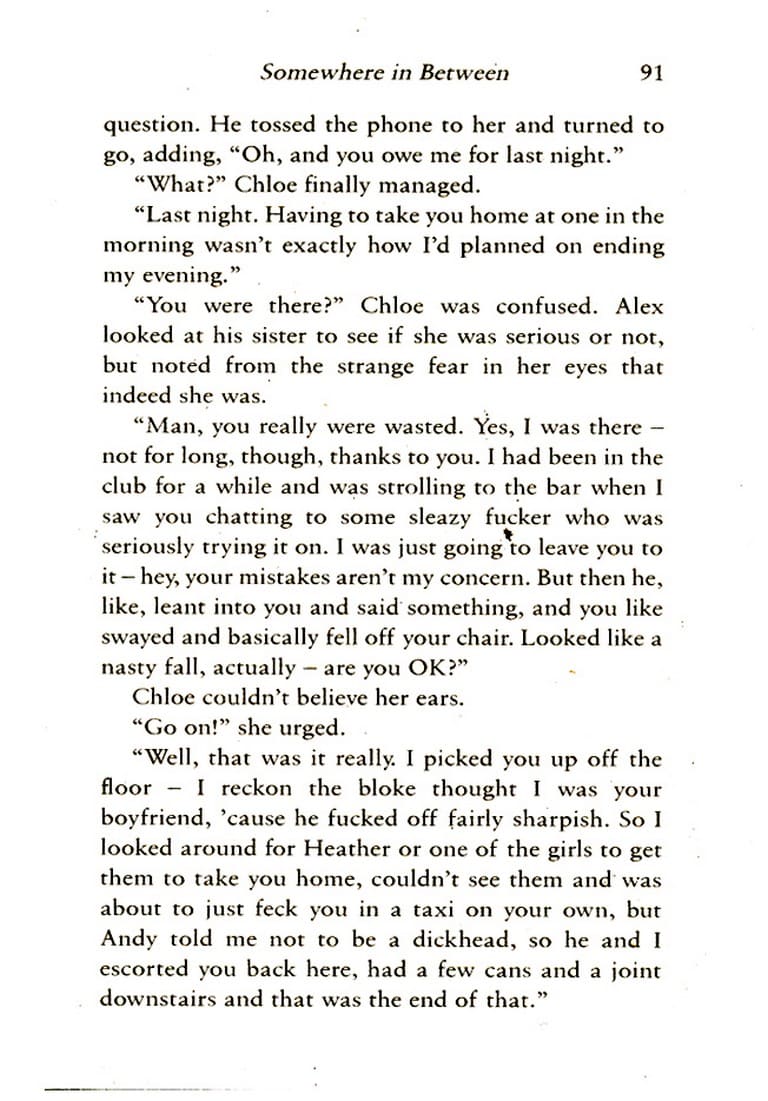 Somewhere in Between 91
question. He tossed the phone to her and turned to
go, adding, “Oh, and you owe me for last night.”
“What?” Chloe finally managed.
“Last night. Having to take you home at one in the
morning wasn’t exactly how I’d planned on ending
my evening.”
“You were there?” Chloe was confused. Alex
looked at his sister to see if she was serious or not,
but noted from the strange fear in her eyes that
indeed she was.
“Man, you really were wasted. Yes, I was there –
not for long, though, thanks to you. I had been in the
club for a while and was strolling to the bar when I
saw you chatting to some sleazy fucker who was
seriously trying it on. I was just going to leave you to
it – hey, your mistakes aren’t my concern. But then he,
like, leant into you and said something, and you like
swayed and basically fell off your chair. Looked like a
nasty fall, actually – are you OK?”
Chloe couldn’t believe her ears.
“Go on!” she urged.
“Well, that was it really. I picked you up off the
floor – I reckon the bloke thought I was your
boyfriend, ’cause he fucked off fairly sharpish. So I
looked around for Heather or one of the girls to get
them to take you home, couldn’t see them and was
about to just feck you in a taxi on your own, but
Andy told me not to be a dickhead, so he and I
escorted you back here, had a few cans and a joint
downstairs and that was the end of that.”